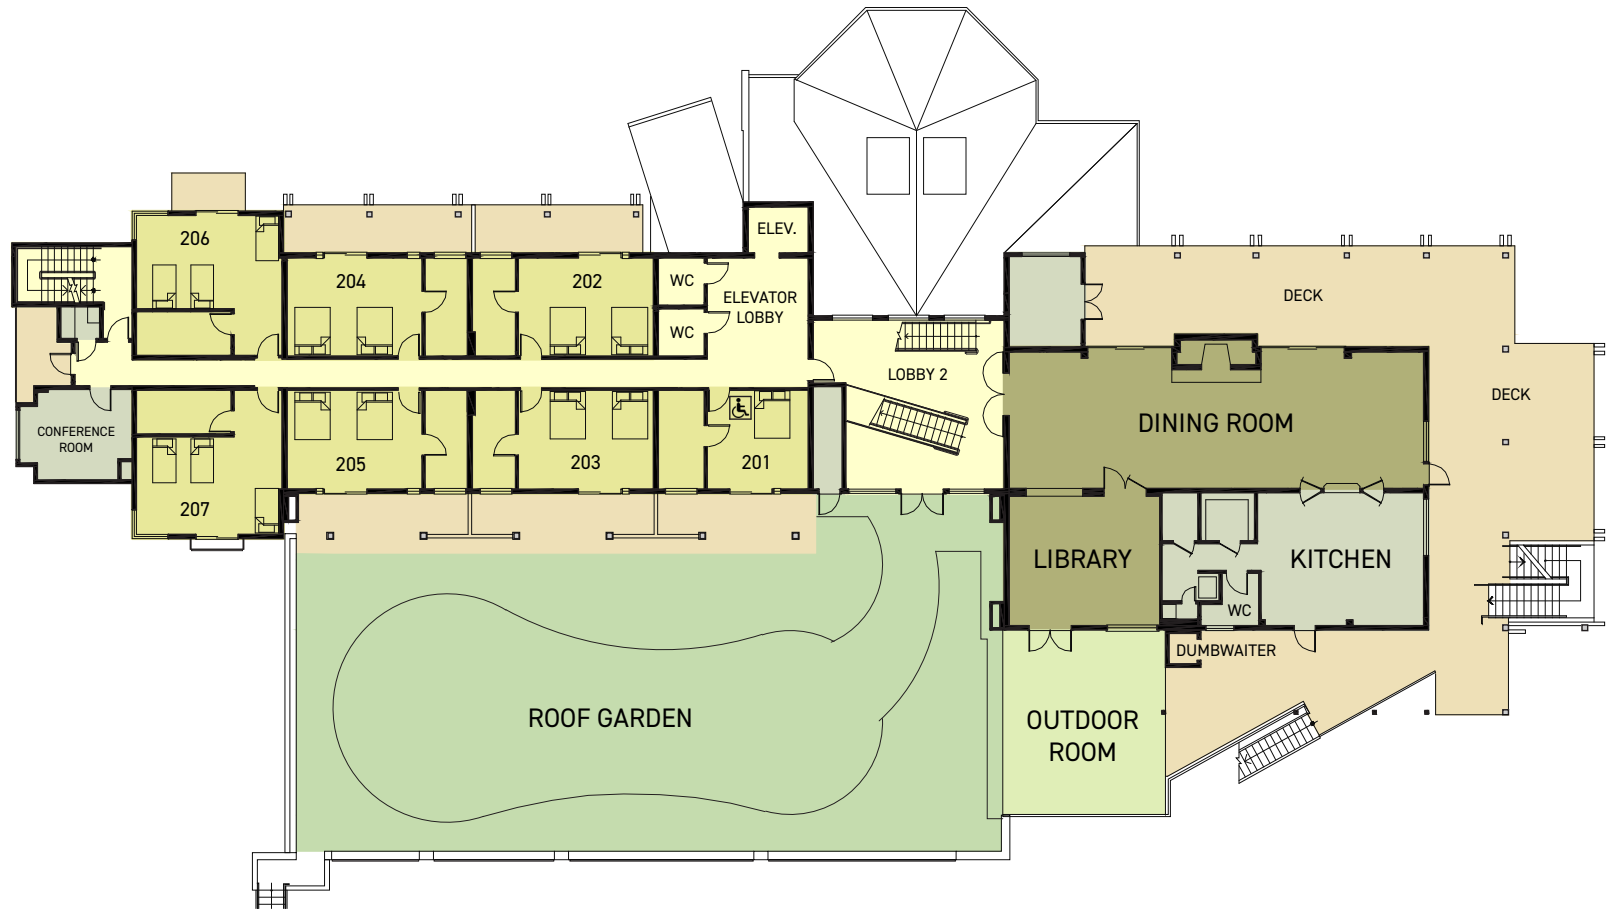 206
ELEV.
204
202
WC
ELEVATOR
LOBBY
WC
DECK
LOBBY 2
DECK
CONFERENCE
ROOM
DINING ROOM
205
203
201
207
LIBRARY
KITCHEN
WC
DUMBWAITER
ROOF GARDEN
OUTDOOR
ROOM